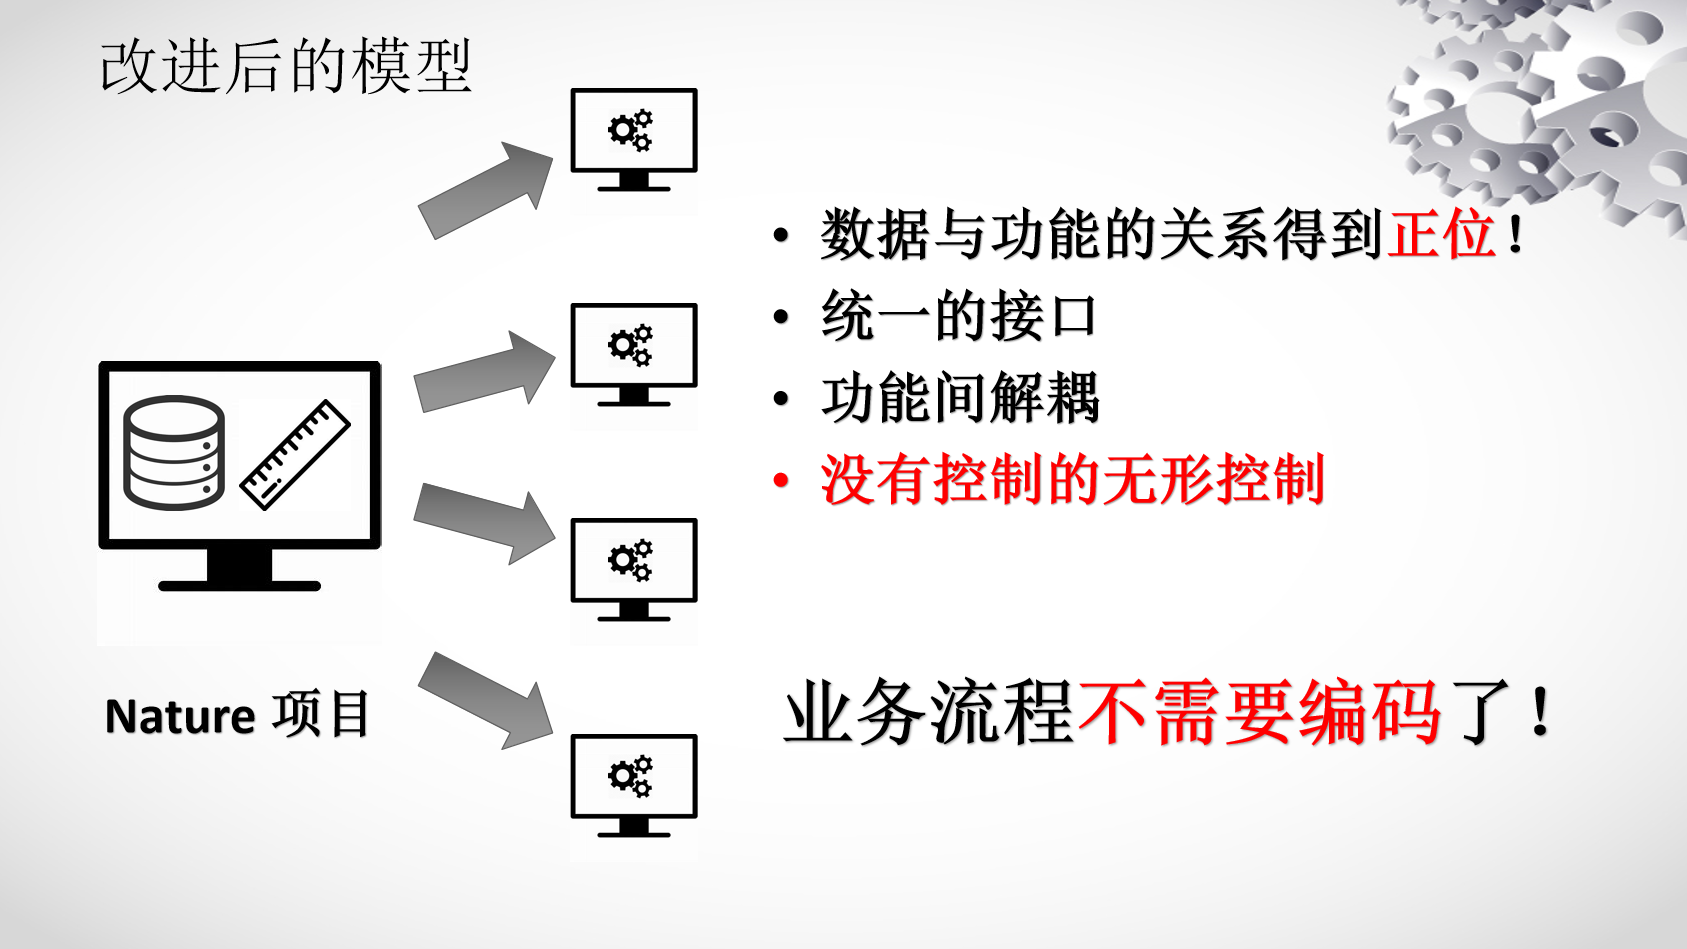 改进后的模型
• 数据与功能的关系得到正位！
• 统一的接口
• 功能间解耦
• 没有控制的无形控制
Nature 项目
业务流程不需要编码了！